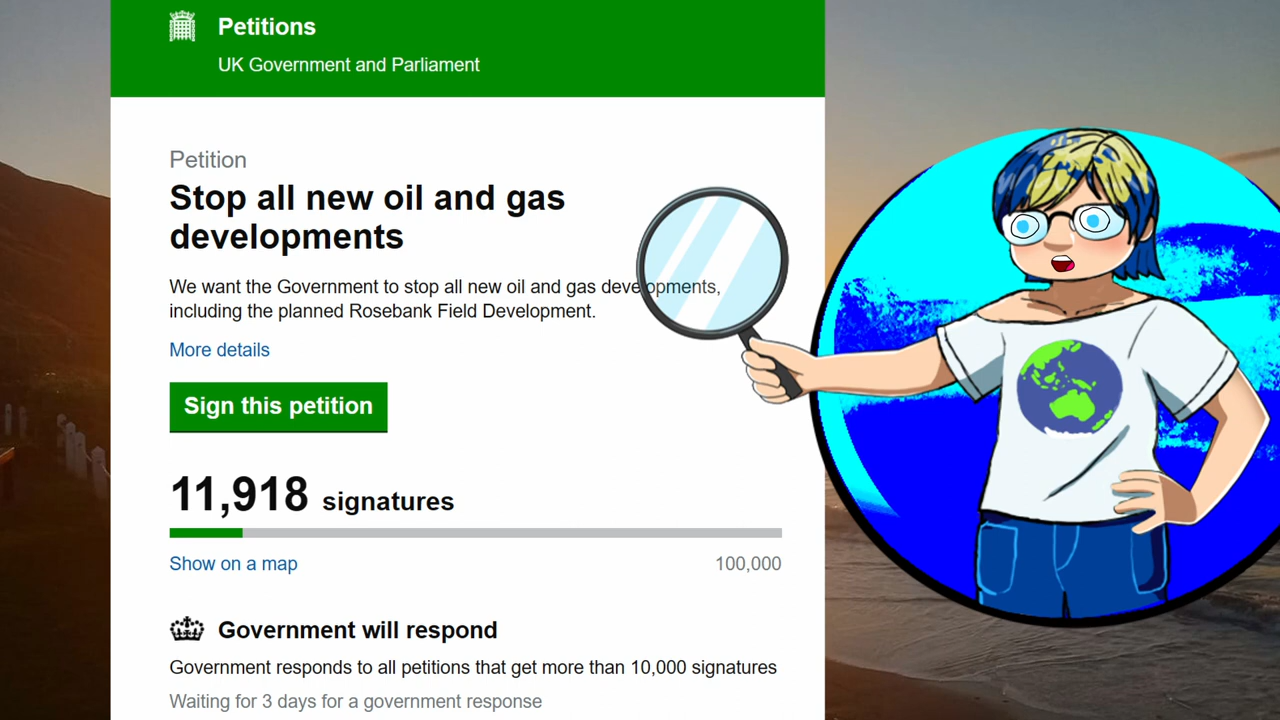 Petitions
UK Government and Parliament
Petition
Stop all new oil and gas
developments
We want the Government to stop all new oil and gas developments,
including the planned Rosebank Field Development.
More details
Sign this petition
11,918 signatures
Show on a map
100,000
Government will respond
Government responds to all petitions that get more than 10,000 signatures
Waiting for 3 days for a government response